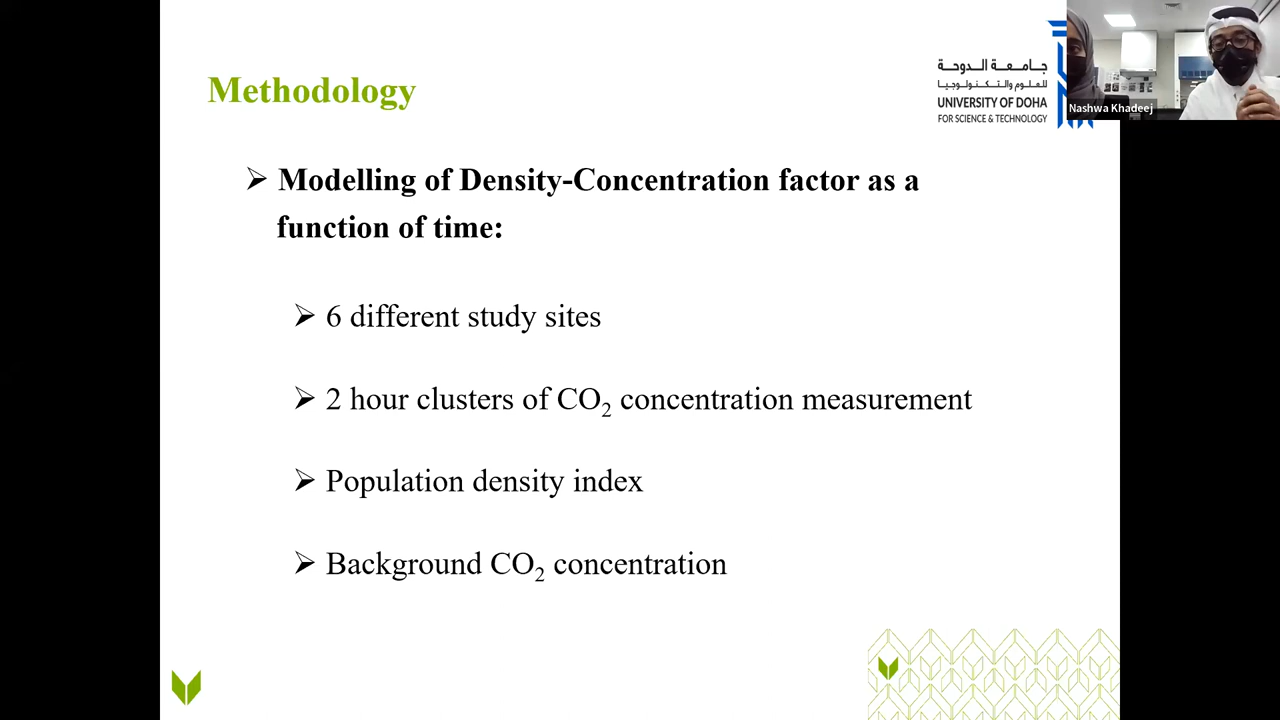 Methodology
جامعة الدوحة
للعلوم والتكنولوجيا
UNIVERSITY OF DOHA
FOR SCIENCE & TECHNOLOGY
Nashwa Khadeej
➢ Modelling of Density-Concentration factor as a
function of time:
➢ 6 different study sites
➢ 2 hour clusters of CO₂ concentration measurement
➢ Population density index
➢ Background CO₂ concentration